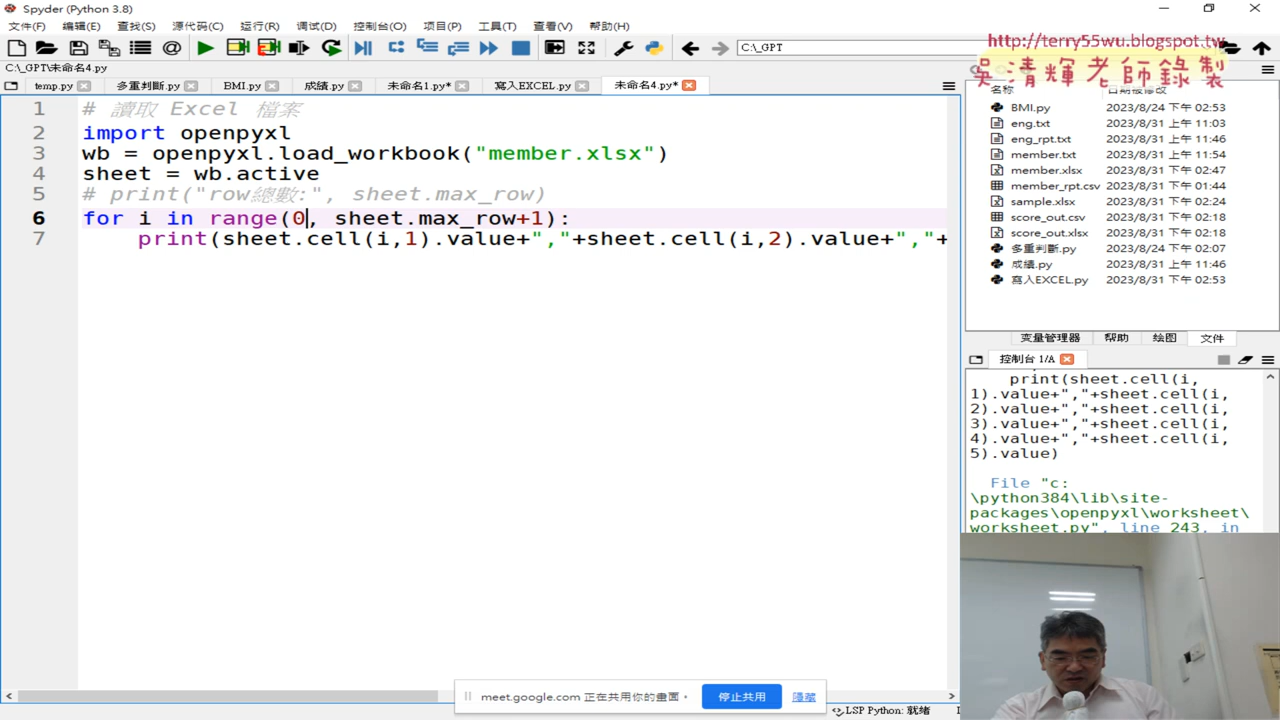 Spyder (Python 3.8)
文件(F) 编辑(E) 查找(S) 源代码(C) 运行(R) 调试(D) 控制台(O) 项目(P) 工具(T) 查看(V) 帮助(H)
C:\_GPT
http://terry55wu.blogspot.tw
吳清輝老師錄製
C:\_GPT\未命名4.py
temp.py 多重判斷.py BMI.py 成績.py 未命名1.py* 寫入EXCEL.py 未命名4.py*
1 # 讀取 Excel 檔案
2 import openpyxl
3 wb = openpyxl.load_workbook("member.xlsx")
4 sheet = wb.active
5 # print("row總數:", sheet.max_row)
6 for i in range(0, sheet.max_row+1):
7 print(sheet.cell(i,1).value+","+sheet.cell(i,2).value+","+
名称 日期被修改
BMI.py 2023/8/24 下午 02:53
eng.txt 2023/8/31 上午 11:03
eng_rpt.txt 2023/8/31 上午 11:46
member.txt 2023/8/31 上午 11:54
member.xlsx 2023/8/31 下午 02:47
member_rpt.csv 2023/8/31 下午 01:44
sample.xlsx 2023/8/31 下午 02:24
score_out.csv 2023/8/31 下午 02:18
score_out.xlsx 2023/8/31 下午 02:18
多重判斷.py 2023/8/24 下午 02:07
成績.py 2023/8/31 上午 11:46
寫入EXCEL.py 2023/8/31 下午 02:53
变量管理器 帮助 绘图 文件
控制台 1/A
print(sheet.cell(i,
1).value+","+sheet.cell(i,
2).value+","+sheet.cell(i,
3).value+","+sheet.cell(i,
4).value+","+sheet.cell(i,
5).value)
File "c:
\python384\lib\site-
packages\openpyxl\worksheet\
worksheet.py", line 243, in
meet.google.com 正在共用你的畫面。 停止共用 隱藏
LSP Python: 就绪